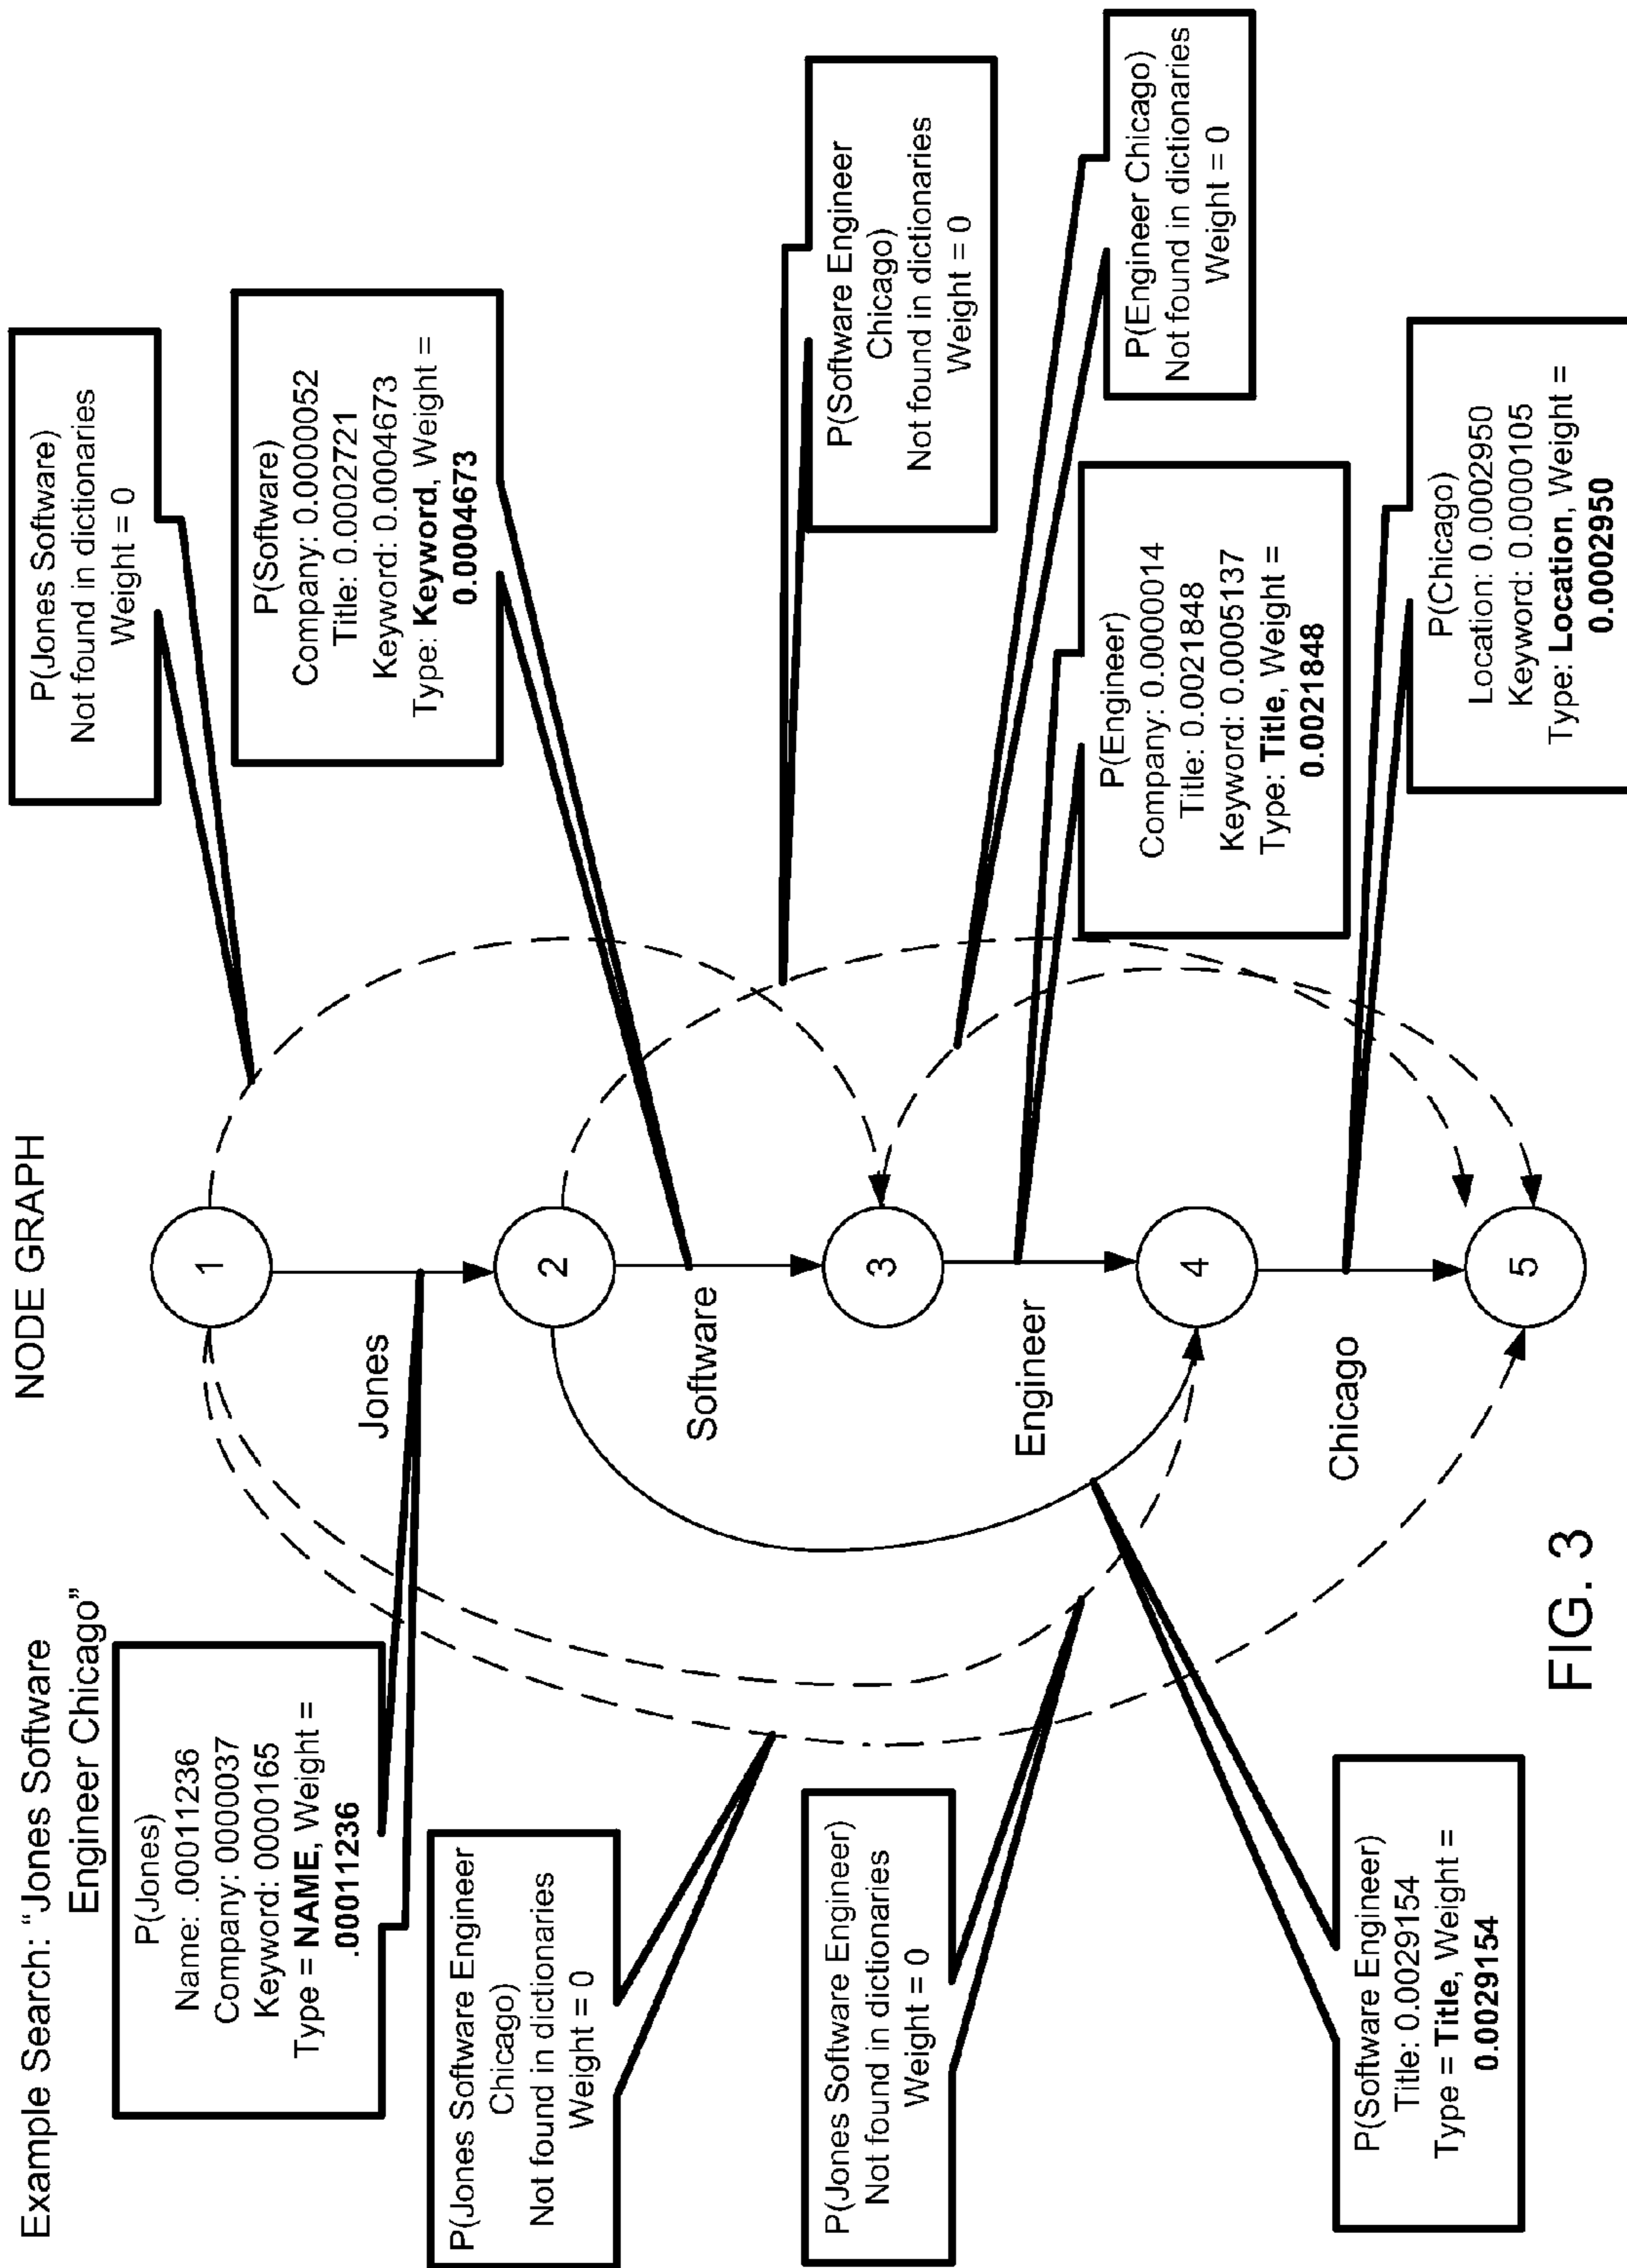 Example Search: “Jones Software
Engineer Chicago”
NODE GRAPH
P(Jones)
Name: .00011236
Company: 0000037
Keyword: 0000165
Type = NAME, Weight =
.00011236
P(Jones Software Engineer
Chicago)
Not found in dictionaries
Weight = 0
P(Jones Software Engineer)
Not found in dictionaries
Weight = 0
P(Software Engineer)
Title: 0.0029154
Type = Title, Weight =
0.0029154
1
2
3
4
5
Jones
Software
Engineer
Chicago
P(Jones Software)
Not found in dictionaries
Weight = 0
P(Software)
Company: 0.0000052
Title: 0.0002721
Keyword: 0.0004673
Type: Keyword, Weight =
0.0004673
P(Software Engineer
Chicago)
Not found in dictionaries
Weight = 0
P(Engineer Chicago)
Not found in dictionaries
Weight = 0
P(Engineer)
Company: 0.0000014
Title: 0.0021848
Keyword: 0.0005137
Type: Title, Weight =
0.0021848
P(Chicago)
Location: 0.0002950
Keyword: 0.0000105
Type: Location, Weight =
0.0002950
FIG. 3